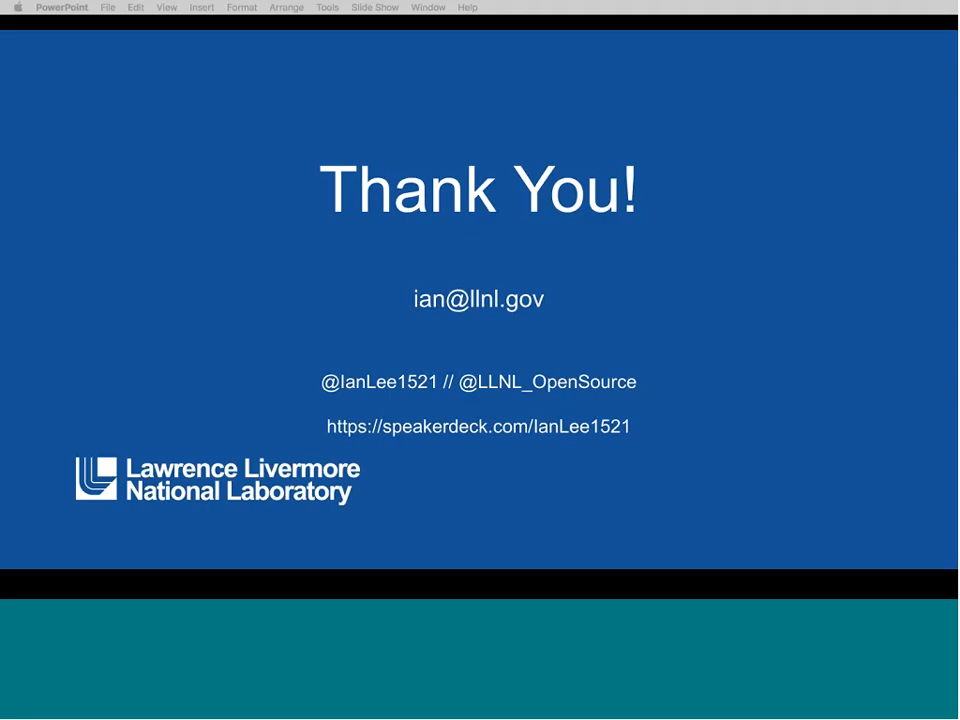 PowerPoint File Edit View Insert Format Arrange Tools Slide Show Window Help
Thank You!
ian@llnl.gov
@IanLee1521 // @LLNL_OpenSource
https://speakerdeck.com/IanLee1521
Lawrence Livermore
National Laboratory